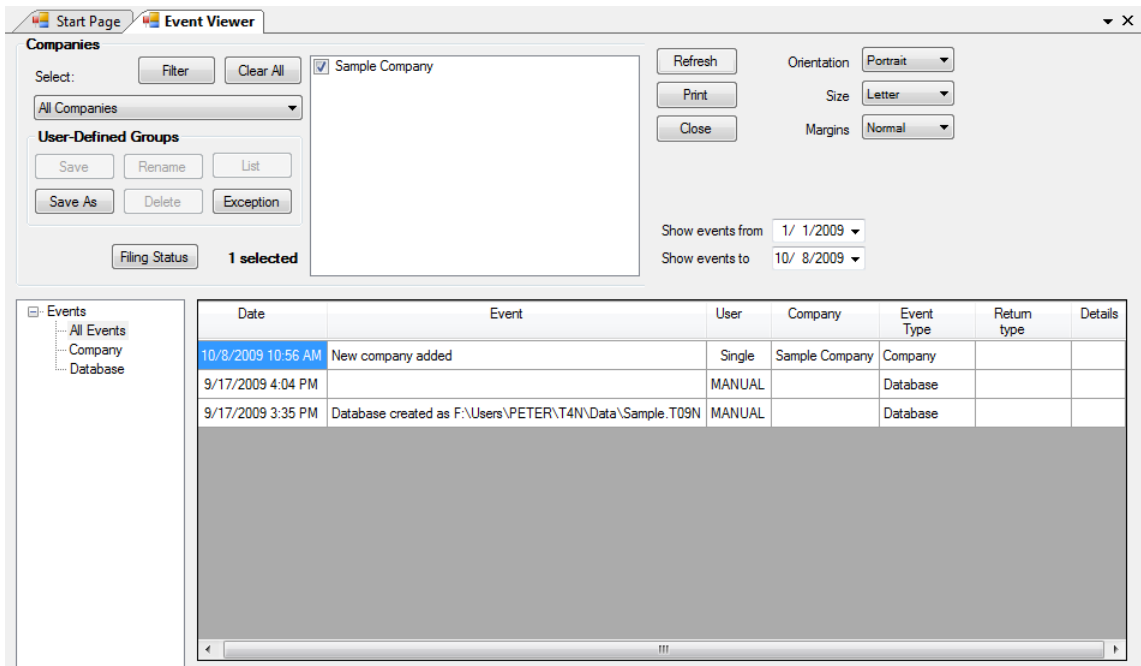 Start Page Event Viewer
Companies
Select: Filter Clear All
All Companies
User-Defined Groups
Save Rename List
Save As Delete Exception
Filing Status 1 selected
Sample Company
Refresh Orientation Portrait
Print Size Letter
Close Margins Normal
Show events from 1/ 1/2009
Show events to 10/ 8/2009
Events
All Events
Company
Database
Date Event User Company Event Type Return type Details
10/8/2009 10:56 AM New company added Single Sample Company Company
9/17/2009 4:04 PM MANUAL Database
9/17/2009 3:35 PM Database created as F:\Users\PETER\T4N\Data\Sample.T09N MANUAL Database